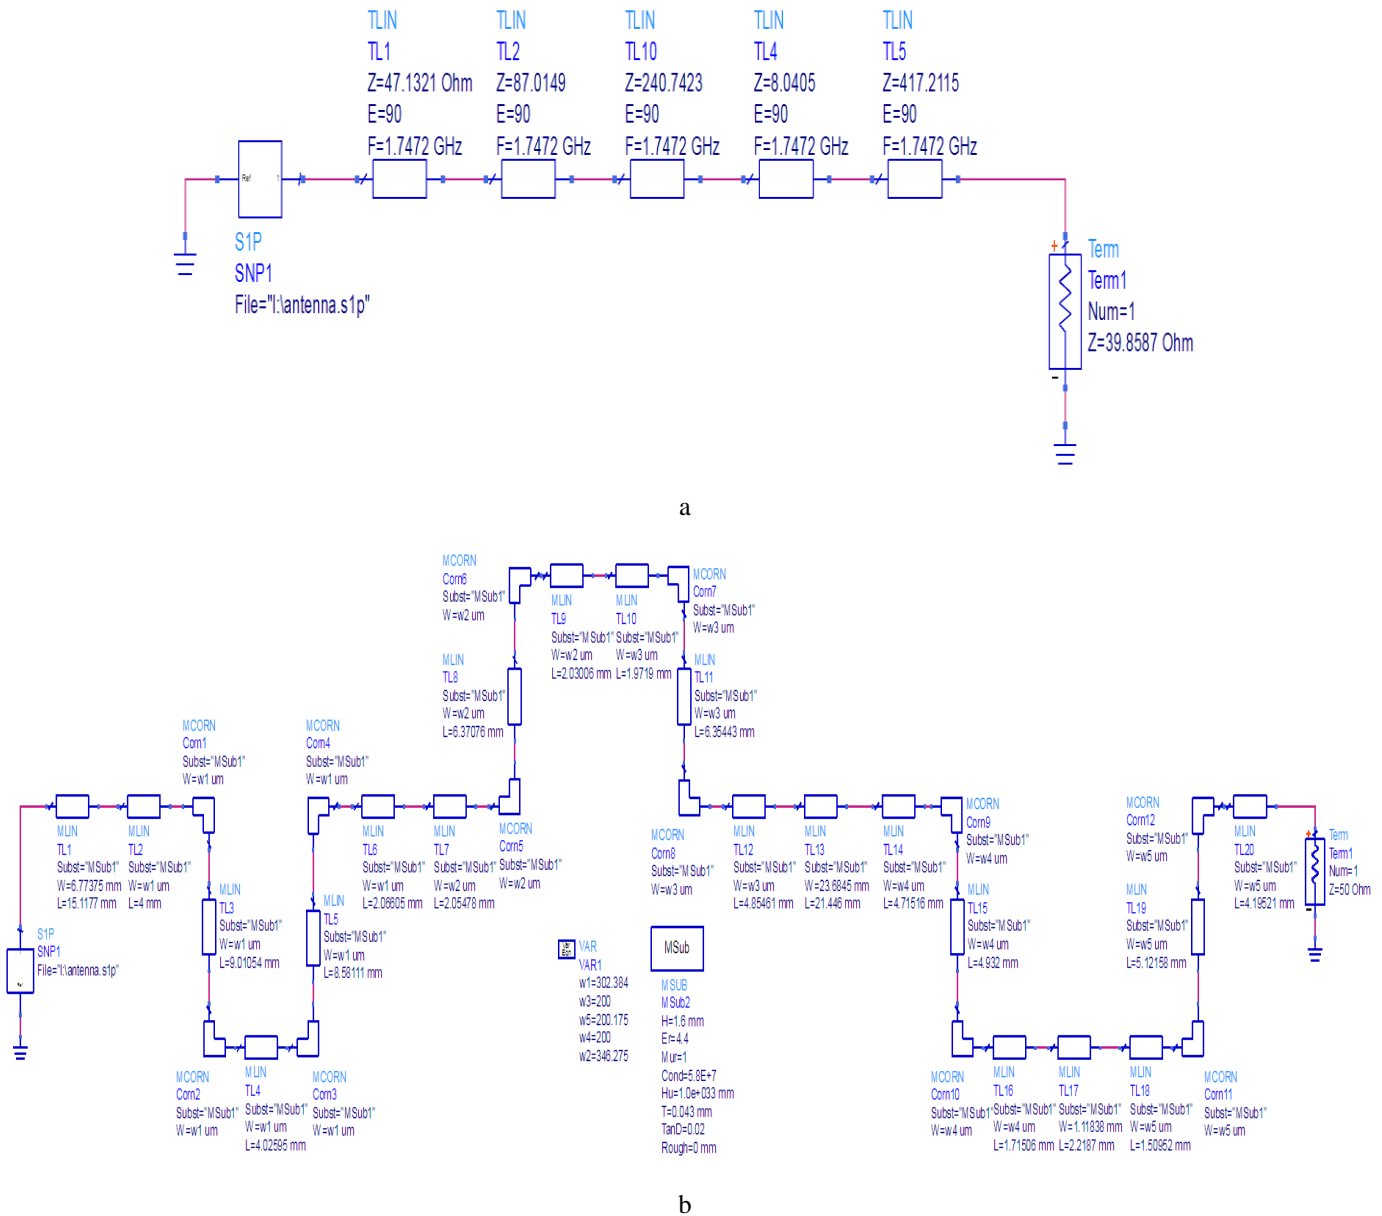 TLIN
TL1
Z=47.1321 Ohm
E=90
F=1.7472 GHz
TLIN
TL2
Z=87.0149
E=90
F=1.7472 GHz
TLIN
TL10
Z=240.7423
E=90
F=1.7472 GHz
TLIN
TL4
Z=8.0405
E=90
F=1.7472 GHz
TLIN
TL5
Z=417.2115
E=90
F=1.7472 GHz
Ref
1
S1P
SNP1
File="I:\antenna.s1p"
+
Term
Term1
Num=1
Z=39.8587 Ohm
-
a
MCORN
Corn6
Subst="MSub1"
W=w2 um
MLIN
TL9
Subst="MSub1"
W=w2 um
L=2.03006 mm
MLIN
TL10
Subst="MSub1"
W=w3 um
L=1.9719 mm
MCORN
Corn7
Subst="MSub1"
W=w3 um
MLIN
TL8
Subst="MSub1"
W=w2 um
L=6.37076 mm
MLIN
TL11
Subst="MSub1"
W=w3 um
L=6.35443 mm
MCORN
Corn1
Subst="MSub1"
W=w1 um
MCORN
Corn4
Subst="MSub1"
W=w1 um
MLIN
TL1
Subst="MSub1"
W=6.77375 mm
L=15.1177 mm
MLIN
TL2
Subst="MSub1"
W=w1 um
L=4 mm
MLIN
TL6
Subst="MSub1"
W=w1 um
L=2.06605 mm
MLIN
TL7
Subst="MSub1"
W=w2 um
L=2.05478 mm
MCORN
Corn5
Subst="MSub1"
W=w2 um
MCORN
Corn8
Subst="MSub1"
W=w3 um
MLIN
TL12
Subst="MSub1"
W=w3 um
L=4.85461 mm
MLIN
TL13
Subst="MSub1"
W=23.6845 mm
L=21.446 mm
MLIN
TL14
Subst="MSub1"
W=w4 um
L=4.71516 mm
MCORN
Corn9
Subst="MSub1"
W=w4 um
MCORN
Corn12
Subst="MSub1"
W=w5 um
MLIN
TL20
Subst="MSub1"
W=w5 um
L=4.19521 mm
+
Term
Term1
Num=1
Z=50 Ohm
-
MLIN
TL3
Subst="MSub1"
W=w1 um
L=9.01054 mm
MLIN
TL5
Subst="MSub1"
W=w1 um
L=8.58111 mm
MLIN
TL15
Subst="MSub1"
W=w4 um
L=4.932 mm
MLIN
TL19
Subst="MSub1"
W=w5 um
L=5.12158 mm
S1P
SNP1
File="I:\antenna.s1p"
Ref
Var
Eqn
VAR
VAR1
w1=302.384
w3=200
w5=200.175
w4=200
w2=346.275
MSub
MSUB
MSub2
H=1.6 mm
Er=4.4
Mur=1
Cond=5.8E+7
Hu=1.0e+033 mm
T=0.043 mm
TanD=0.02
Rough=0 mm
MCORN
Corn2
Subst="MSub1"
W=w1 um
MLIN
TL4
Subst="MSub1"
W=w1 um
L=4.02595 mm
MCORN
Corn3
Subst="MSub1"
W=w1 um
MCORN
Corn10
Subst="MSub1"
W=w4 um
MLIN
TL16
Subst="MSub1"
W=w4 um
L=1.71506 mm
MLIN
TL17
Subst="MSub1"
W=1.11838 mm
L=2.2187 mm
MLIN
TL18
Subst="MSub1"
W=w5 um
L=1.50952 mm
MCORN
Corn11
Subst="MSub1"
W=w5 um
b